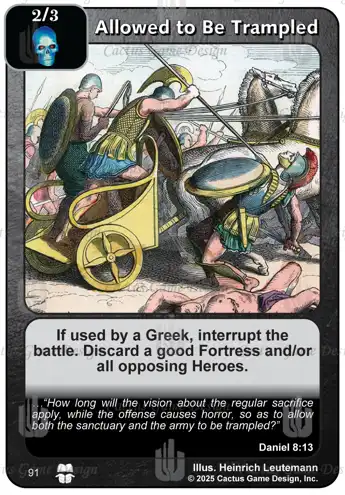 2/3
Allowed to Be Trampled
Cactus Game Design
If used by a Greek, interrupt the
battle. Discard a good Fortress and/or
all opposing Heroes.
"How long will the vision about the regular sacrifice
apply, while the offense causes horror, so as to allow
both the sanctuary and the army to be trampled?"
Daniel 8:13
91
Illus. Heinrich Leutemann
© 2025 Cactus Game Design, Inc.